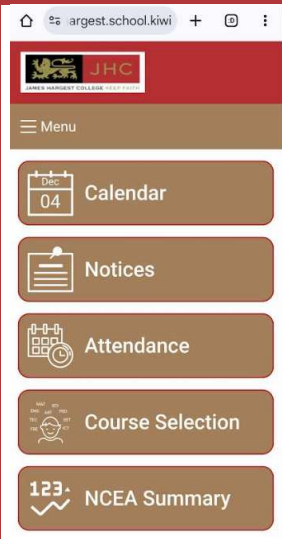 argest.school.kiwi
JHC
JAMES HARGEST COLLEGE KEEP FAITH
Menu
Dec
04
Calendar
Notices
Attendance
Course Selection
123
NCEA Summary